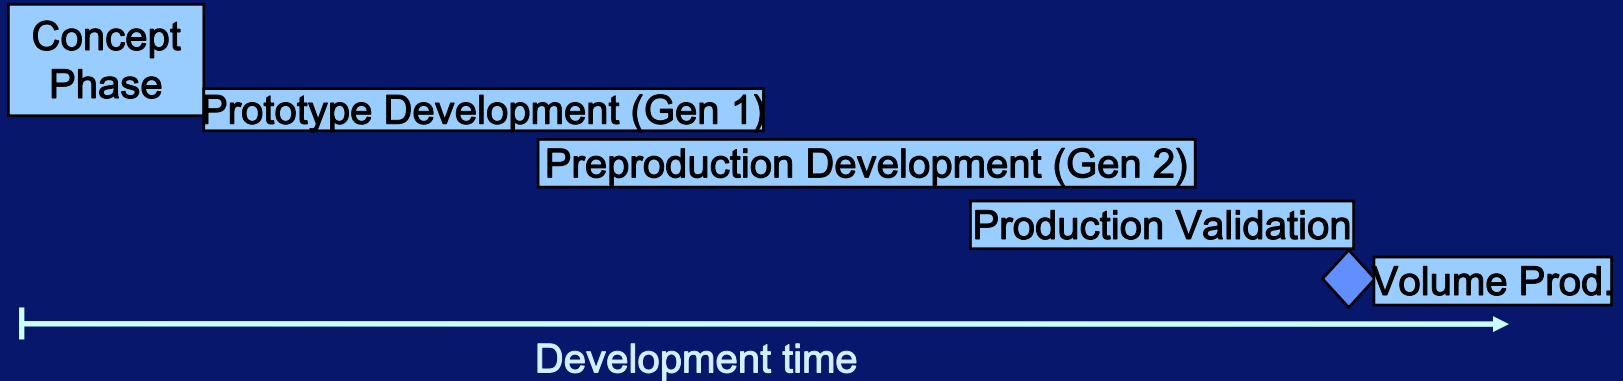 Concept
Phase
Prototype Development (Gen 1)
Preproduction Development (Gen 2)
Production Validation
Volume Prod.
Development time